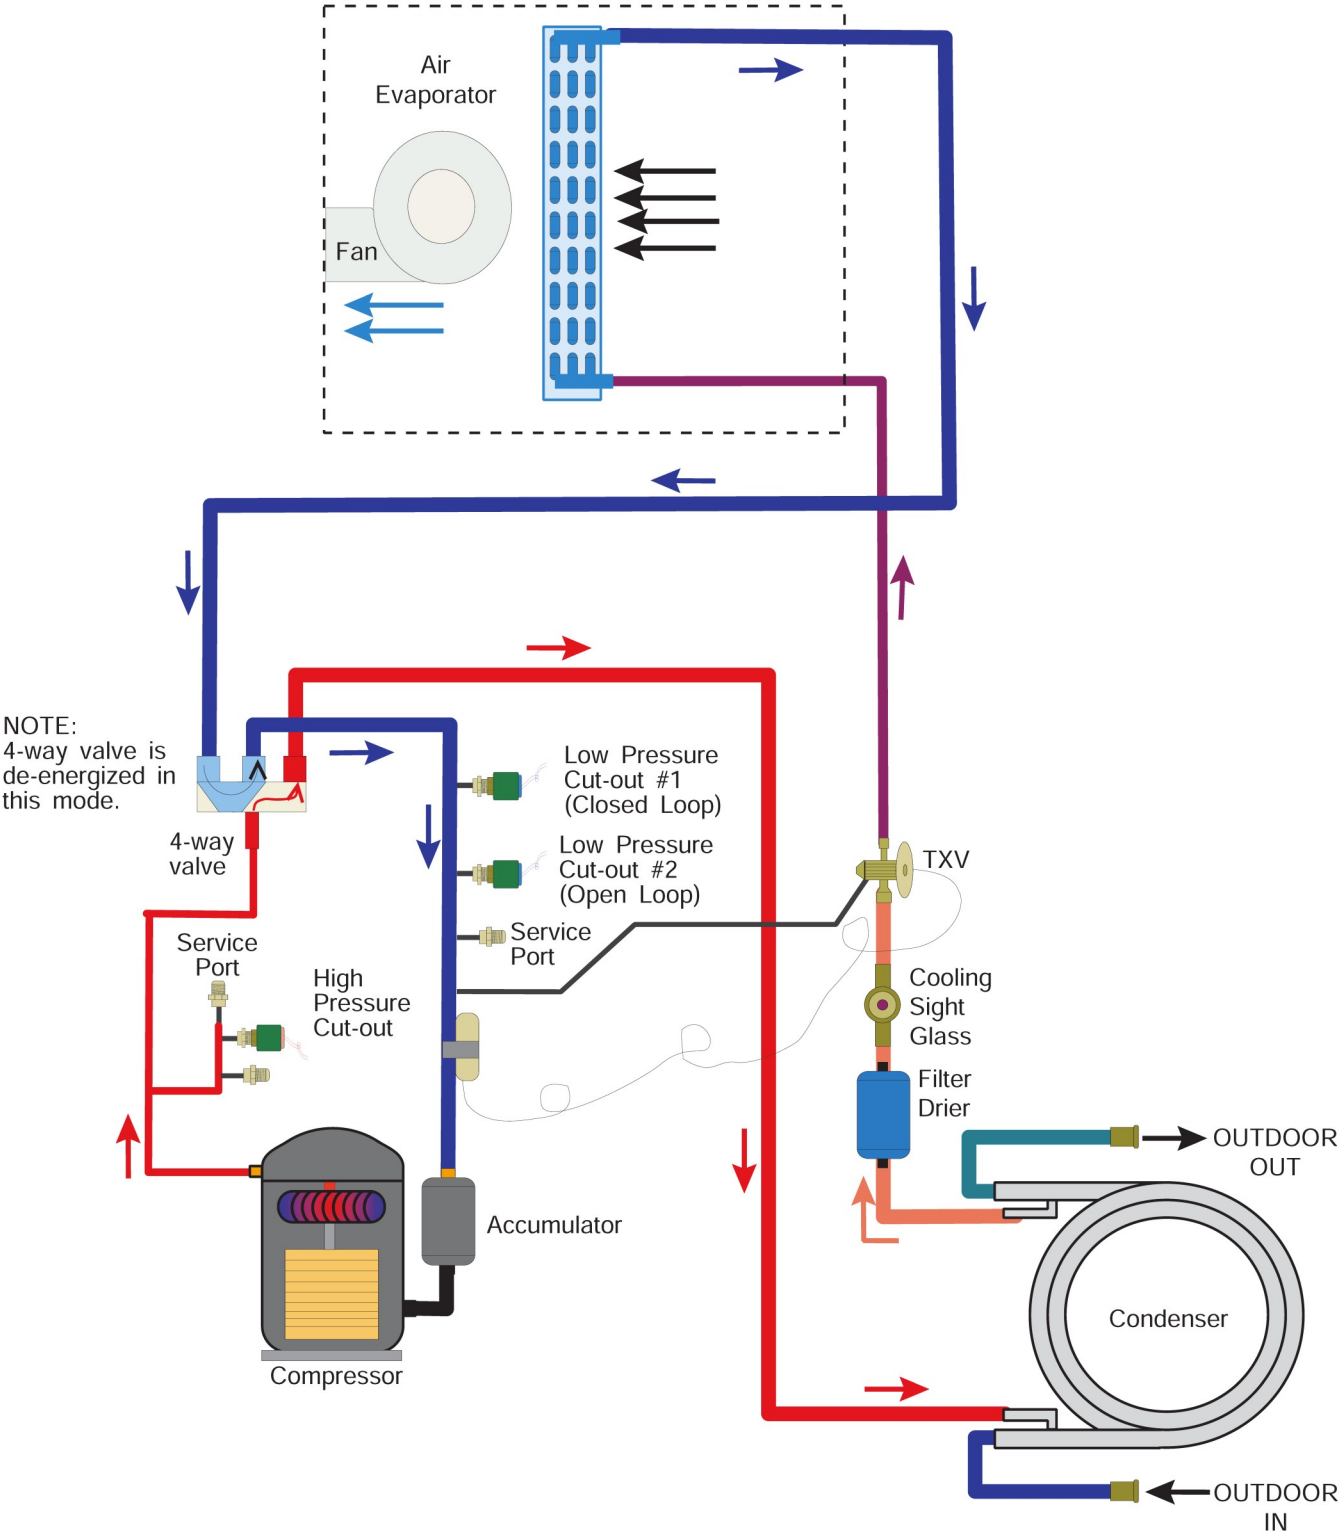 Air
Evaporator
Fan
NOTE:
4-way valve is
de-energized in
this mode.
4-way
valve
Low Pressure
Cut-out #1
(Closed Loop)
Low Pressure
Cut-out #2
(Open Loop)
Service
Port
TXV
Service
Port
High
Pressure
Cut-out
Cooling
Sight
Glass
Filter
Drier
OUTDOOR
OUT
Accumulator
Condenser
Compressor
OUTDOOR
IN